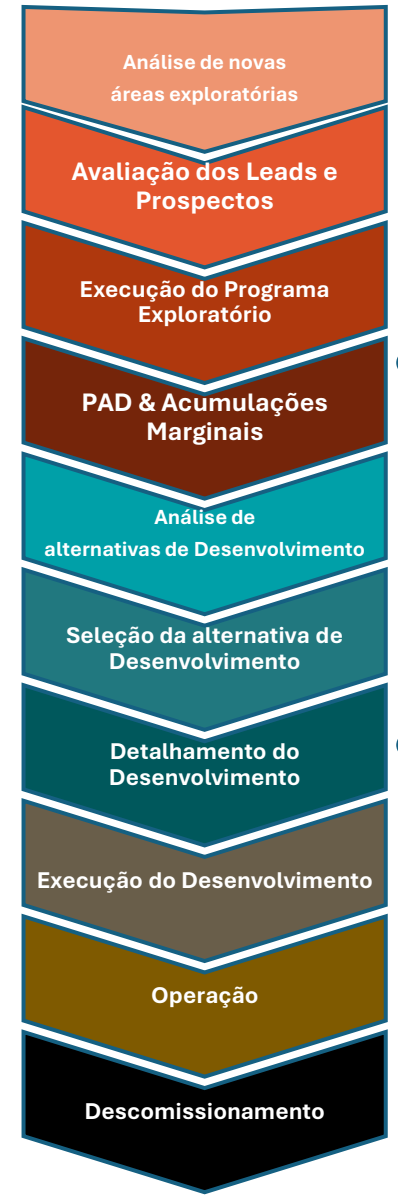 Análise de novas
áreas exploratórias
Avaliação dos Leads e
Prospectos
Execução do Programa
Exploratório
PAD & Acumulações
Marginais
Análise de
alternativas de Desenvolvimento
Seleção da alternativa de
Desenvolvimento
Detalhamento do
Desenvolvimento
Execução do Desenvolvimento
Operação
Descomissionamento